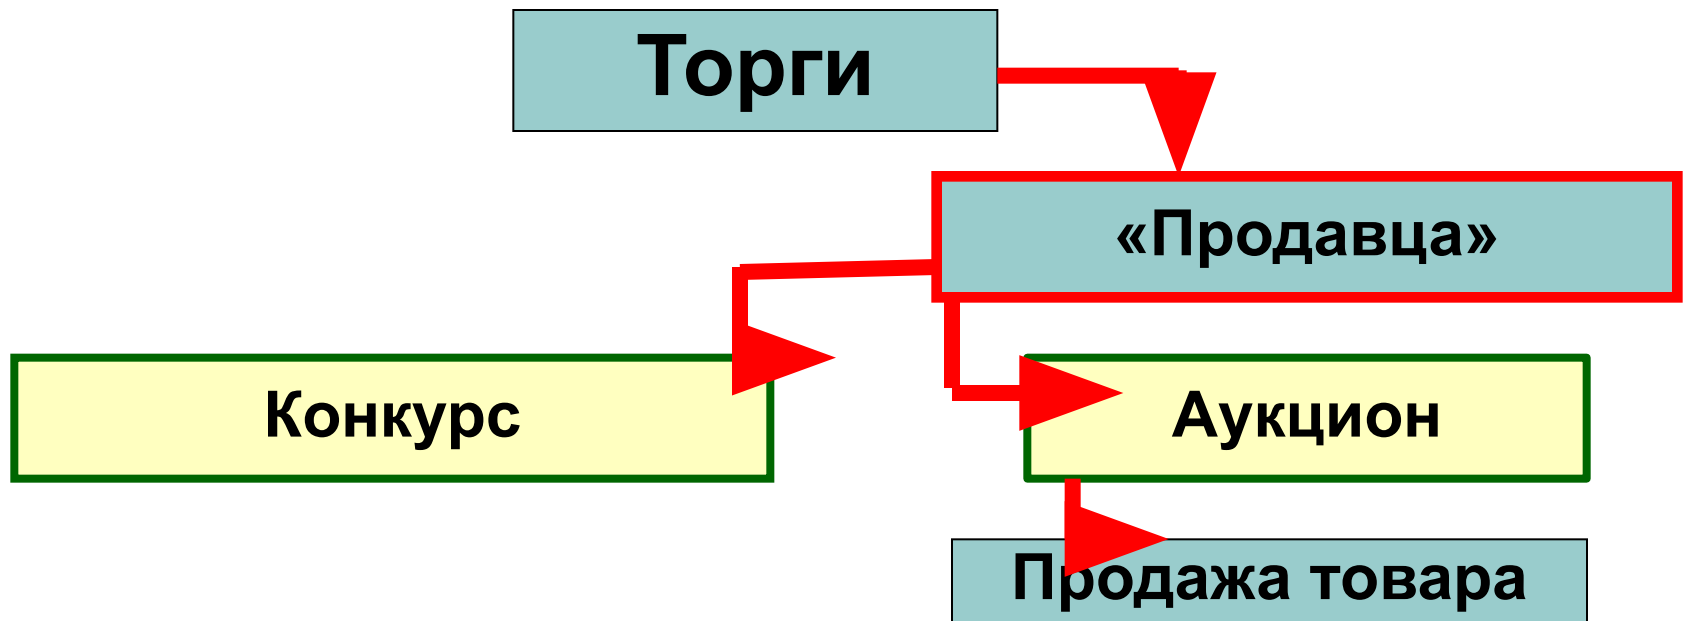 Торги
«Продавца»
Конкурс
Аукцион
Продажа товара